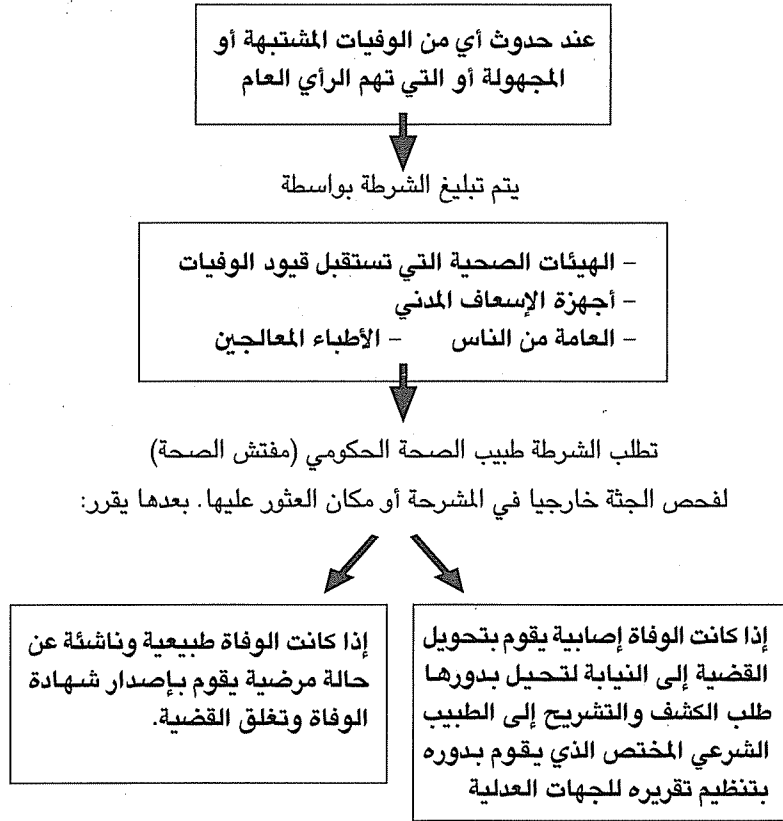 عند حدوث أي من الوفيات المشتبهة أو
المجهولة أو التي تهم الرأي العام
يتم تبليغ الشرطة بواسطة
– الهيئات الصحية التي تستقبل قيود الوفيات
– أجهزة الإسعاف المدني
– العامة من الناس – الأطباء المعالجين
تطلب الشرطة طبيب الصحة الحكومي (مفتش الصحة)
لفحص الجثة خارجيا في المشرحة أو مكان العثور عليها. بعدها يقرر:
إذا كانت الوفاة إصابية يقوم بتحويل
القضية إلى النيابة لتحيل بدورها
طلب الكشف والتشريح إلى الطبيب
الشرعي المختص الذي يقوم بدوره
بتنظيم تقريره للجهات العدلية
إذا كانت الوفاة طبيعية وناشئة عن
حالة مرضية يقوم بإصدار شهادة
الوفاة وتغلق القضية.